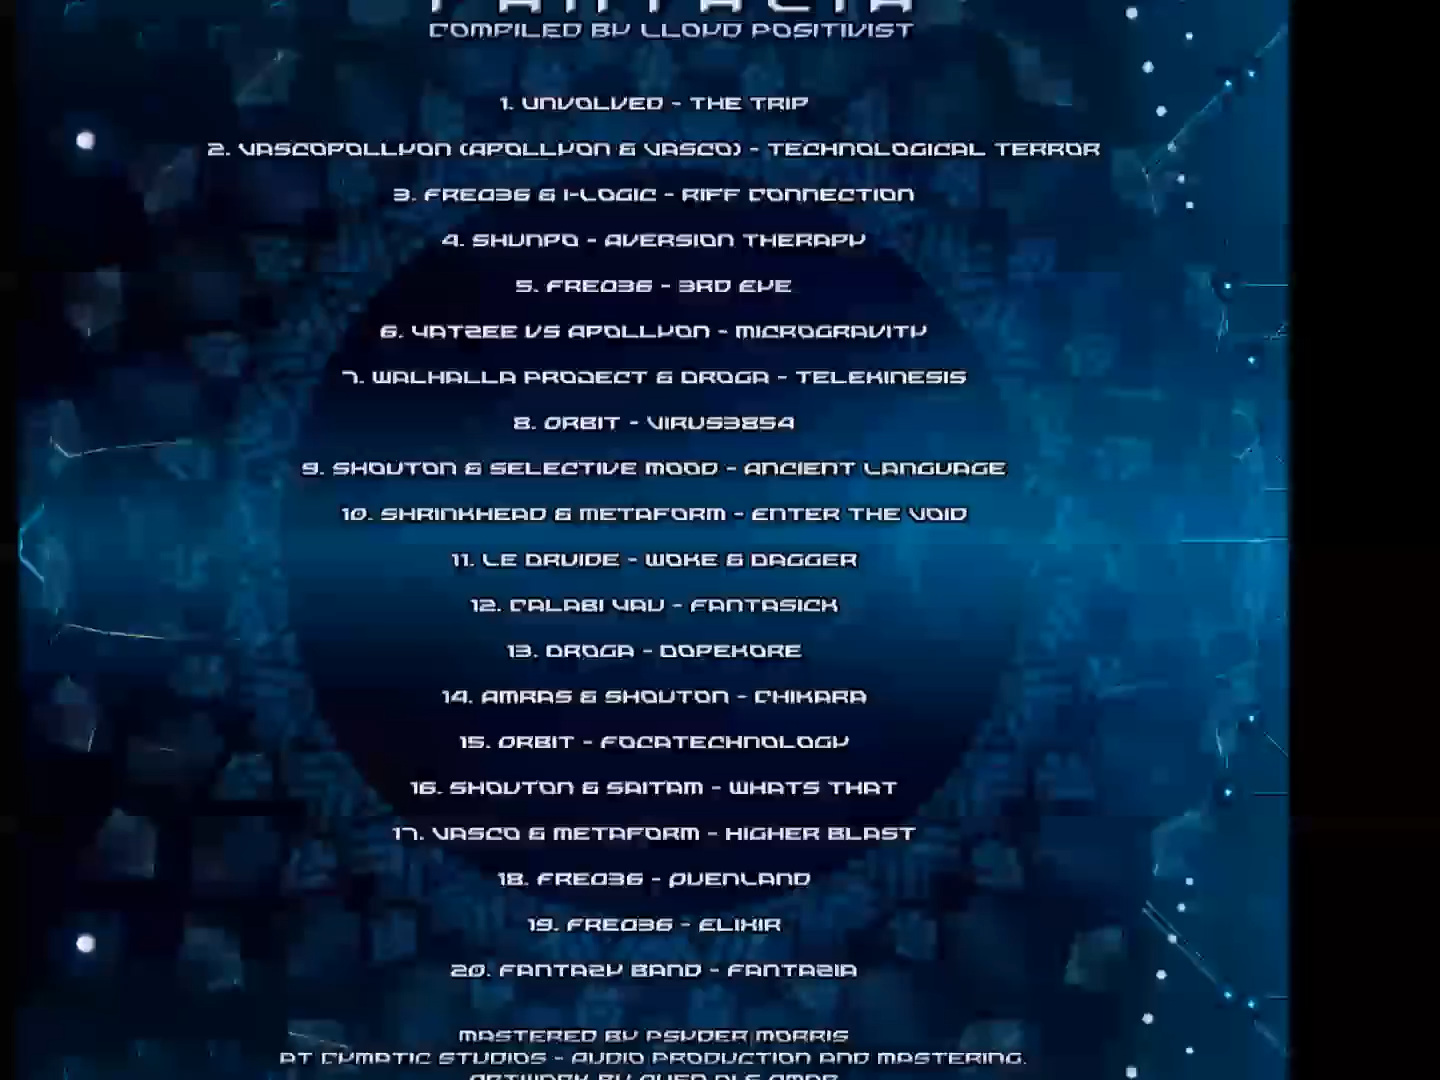 COMPILED BY LLOYD POSITIVIST
1. UNVOLVED - THE TRIP
2. VASCOPOLLYON (APOLLYON & VASCO) - TECHNOLOGICAL TERROR
3. FREQ36 & I-LOGIC - RIFF CONNECTION
4. SHUNPO - AVERSION THERAPY
5. FREQ36 - 3RD EYE
6. YATZEE VS APOLLYON - MICROGRAVITY
7. WALHALLA PROJECT & DROGA - TELEKINESIS
8. ORBIT - VIRUS3854
9. SHOUTON & SELECTIVE MOOD - ANCIENT LANGUAGE
10. SHRINKHEAD & METAFORM - ENTER THE VOID
11. LE DRUIDE - WOKE & DAGGER
12. CALABI YAU - FANTASICK
13. DROGA - DOPEKORE
14. AMRAS & SHOUTON - CHIKARA
15. ORBIT - FOCATECHNOLOGY
16. SHOUTON & SAITAM - WHATS THAT
17. VASCO & METAFORM - HIGHER BLAST
18. FREQ36 - OVENLAND
19. FREQ36 - ELIXIR
20. FANTAZY BAND - FANTAZIA
MASTERED BY PSYDER MORRIS
AT CYMATIC STUDIOS - AUDIO PRODUCTION AND MASTERING.
ARTWORK BY